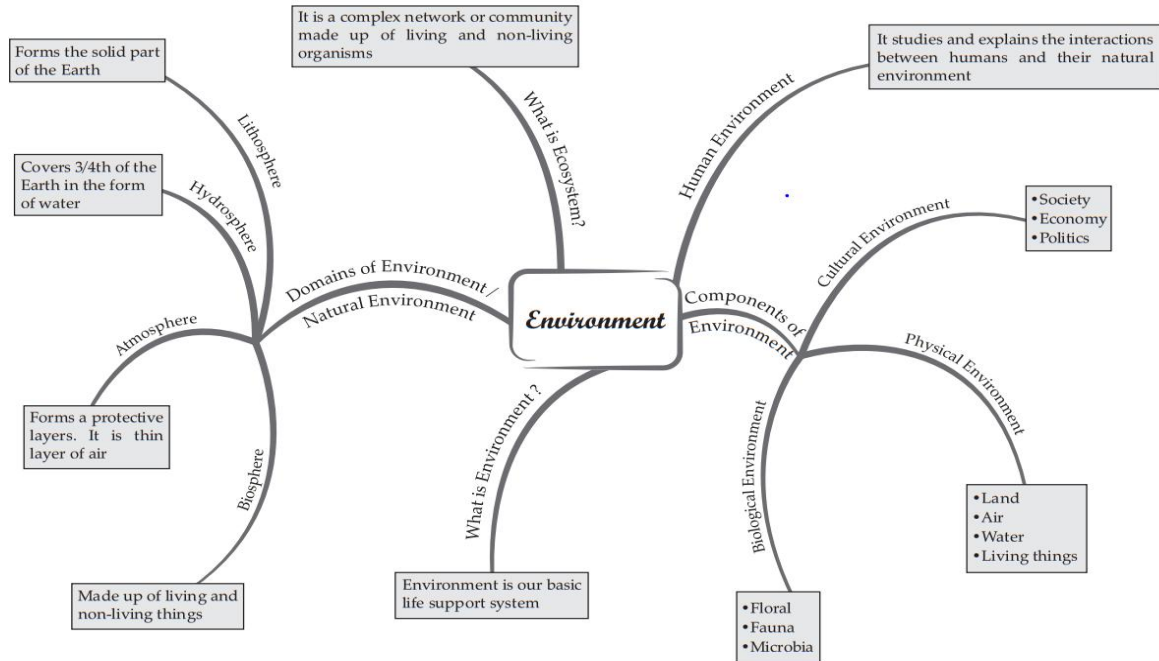 Environment
What is Ecosystem?
It is a complex network or community
made up of living and non-living
organisms
Human Environment
It studies and explains the interactions
between humans and their natural
environment
Domains of Environment /
Natural Environment
Lithosphere
Forms the solid part
of the Earth
Hydrosphere
Covers 3/4th of the
Earth in the form
of water
Atmosphere
Forms a protective
layers. It is thin
layer of air
Biosphere
Made up of living and
non-living things
What is Environment ?
Environment is our basic
life support system
Components of
Environment
Cultural Environment
•Society
•Economy
•Politics
Physical Environment
•Land
•Air
•Water
•Living things
Biological Environment
•Floral
•Fauna
•Microbia